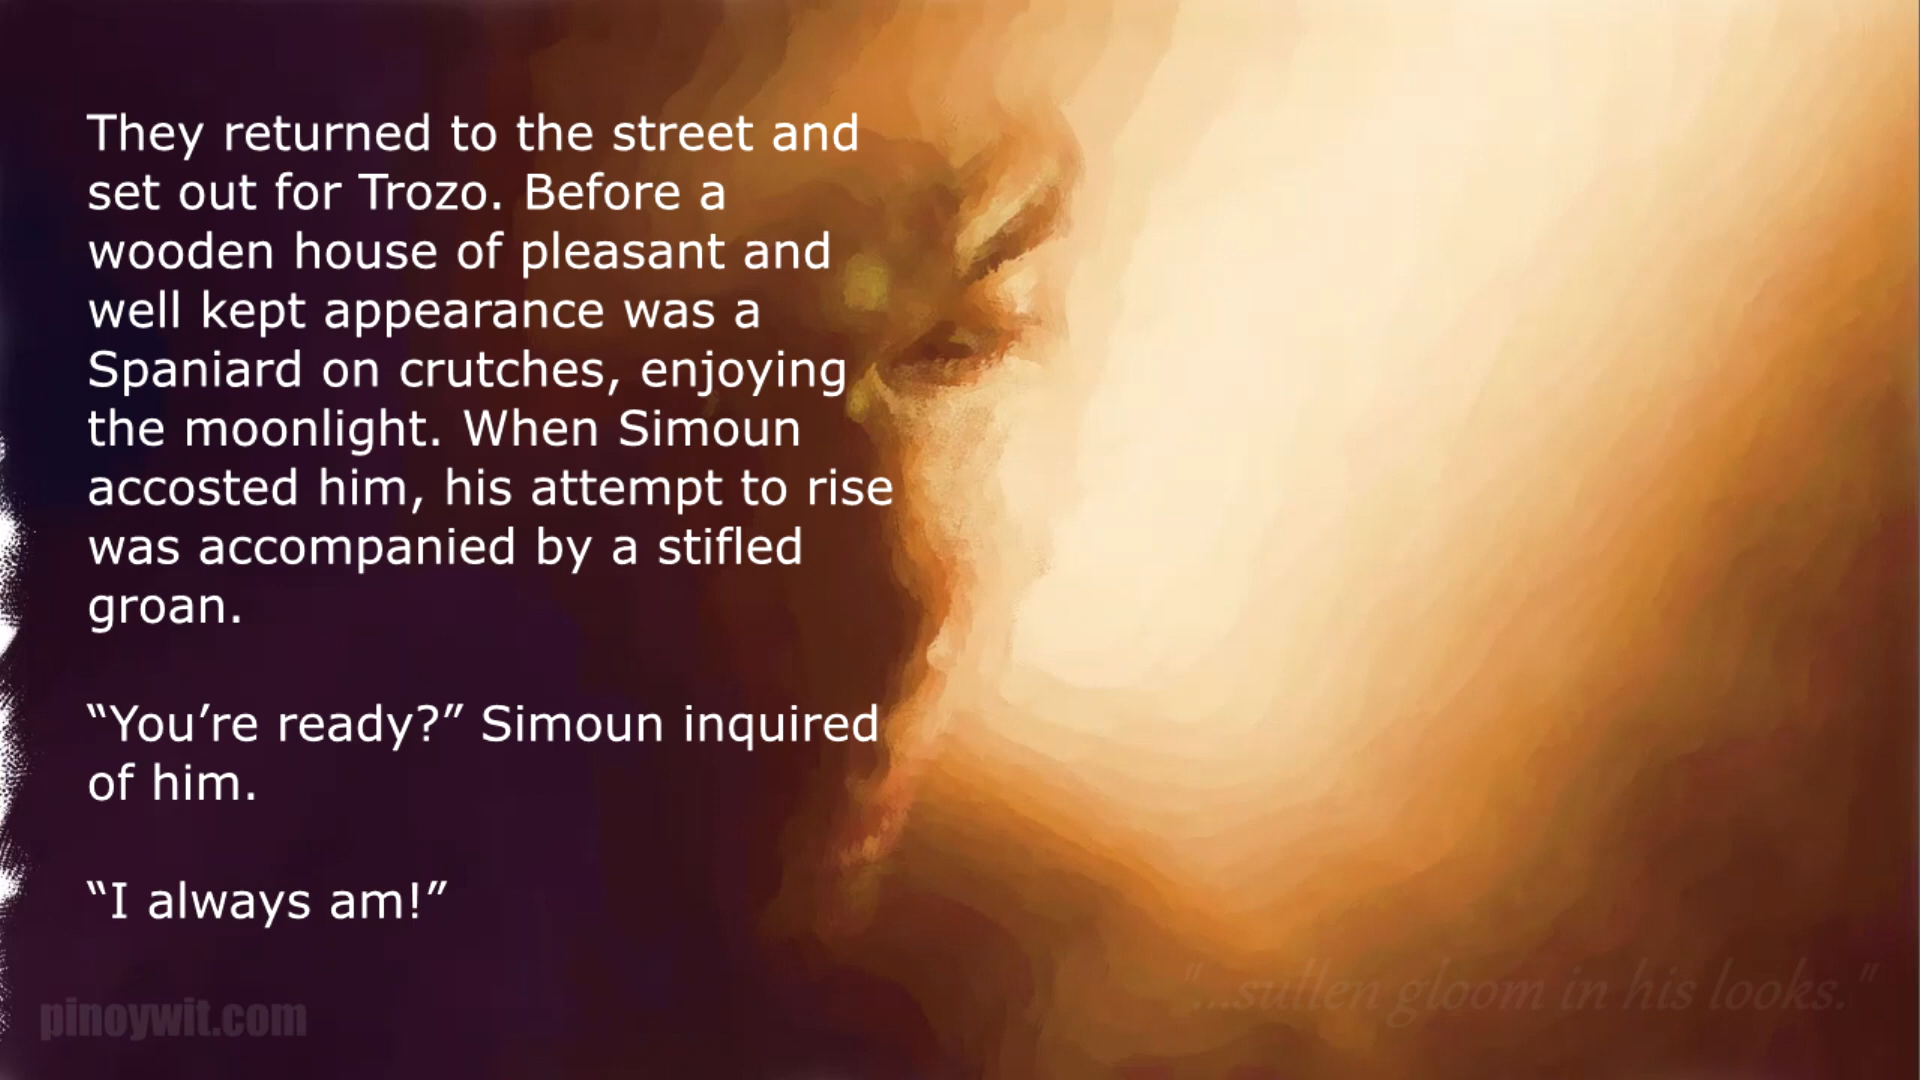 They returned to the street and
set out for Trozo. Before a
wooden house of pleasant and
well kept appearance was a
Spaniard on crutches, enjoying
the moonlight. When Simoun
accosted him, his attempt to rise
was accompanied by a stifled
groan.
“You’re ready?” Simoun inquired
of him.
“I always am!”
"...sullen gloom in his looks."
pinoywit.com